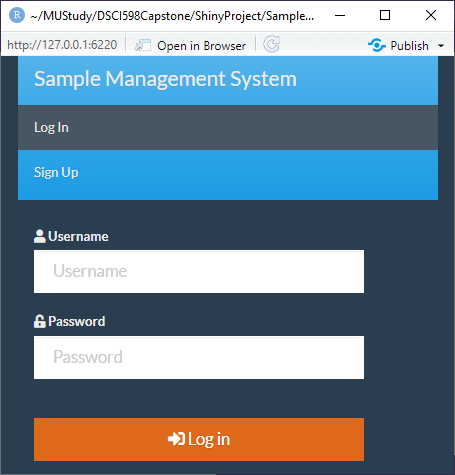 ~/MUStudy/DSCI598Capstone/ShinyProject/Sample...
http://127.0.0.1:6220 Open in Browser Publish
Sample Management System
Log In
Sign Up
Username
Username
Password
Password
Log in